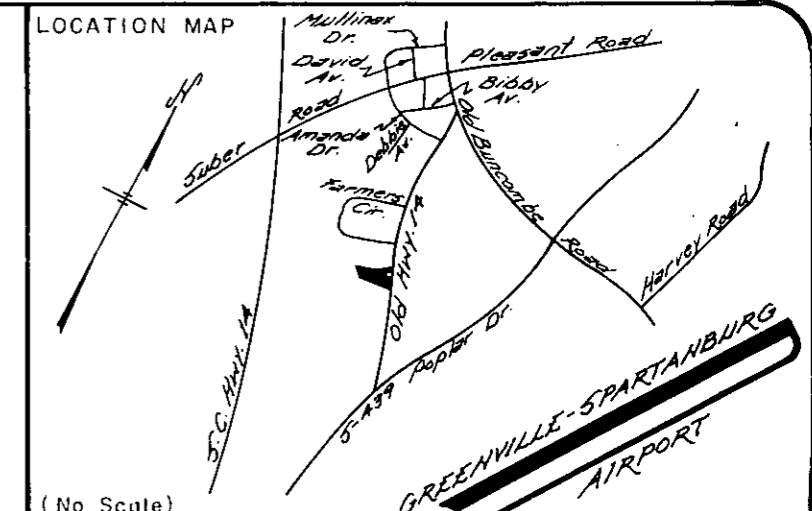 LOCATION MAP
Mullinax
Dr.
David
Av.
Pleasant Road
Bibby
Av.
Suber Road
Amanda
Dr.
Debbie
Av.
Farmers
Cir.
Old Buncombe Road
Old HWY. 14
Harvey Road
S.C. HWY. 14
S-A39 Poplar Dr.
GREENVILLE-SPARTANBURG
AIRPORT
(No Scale)